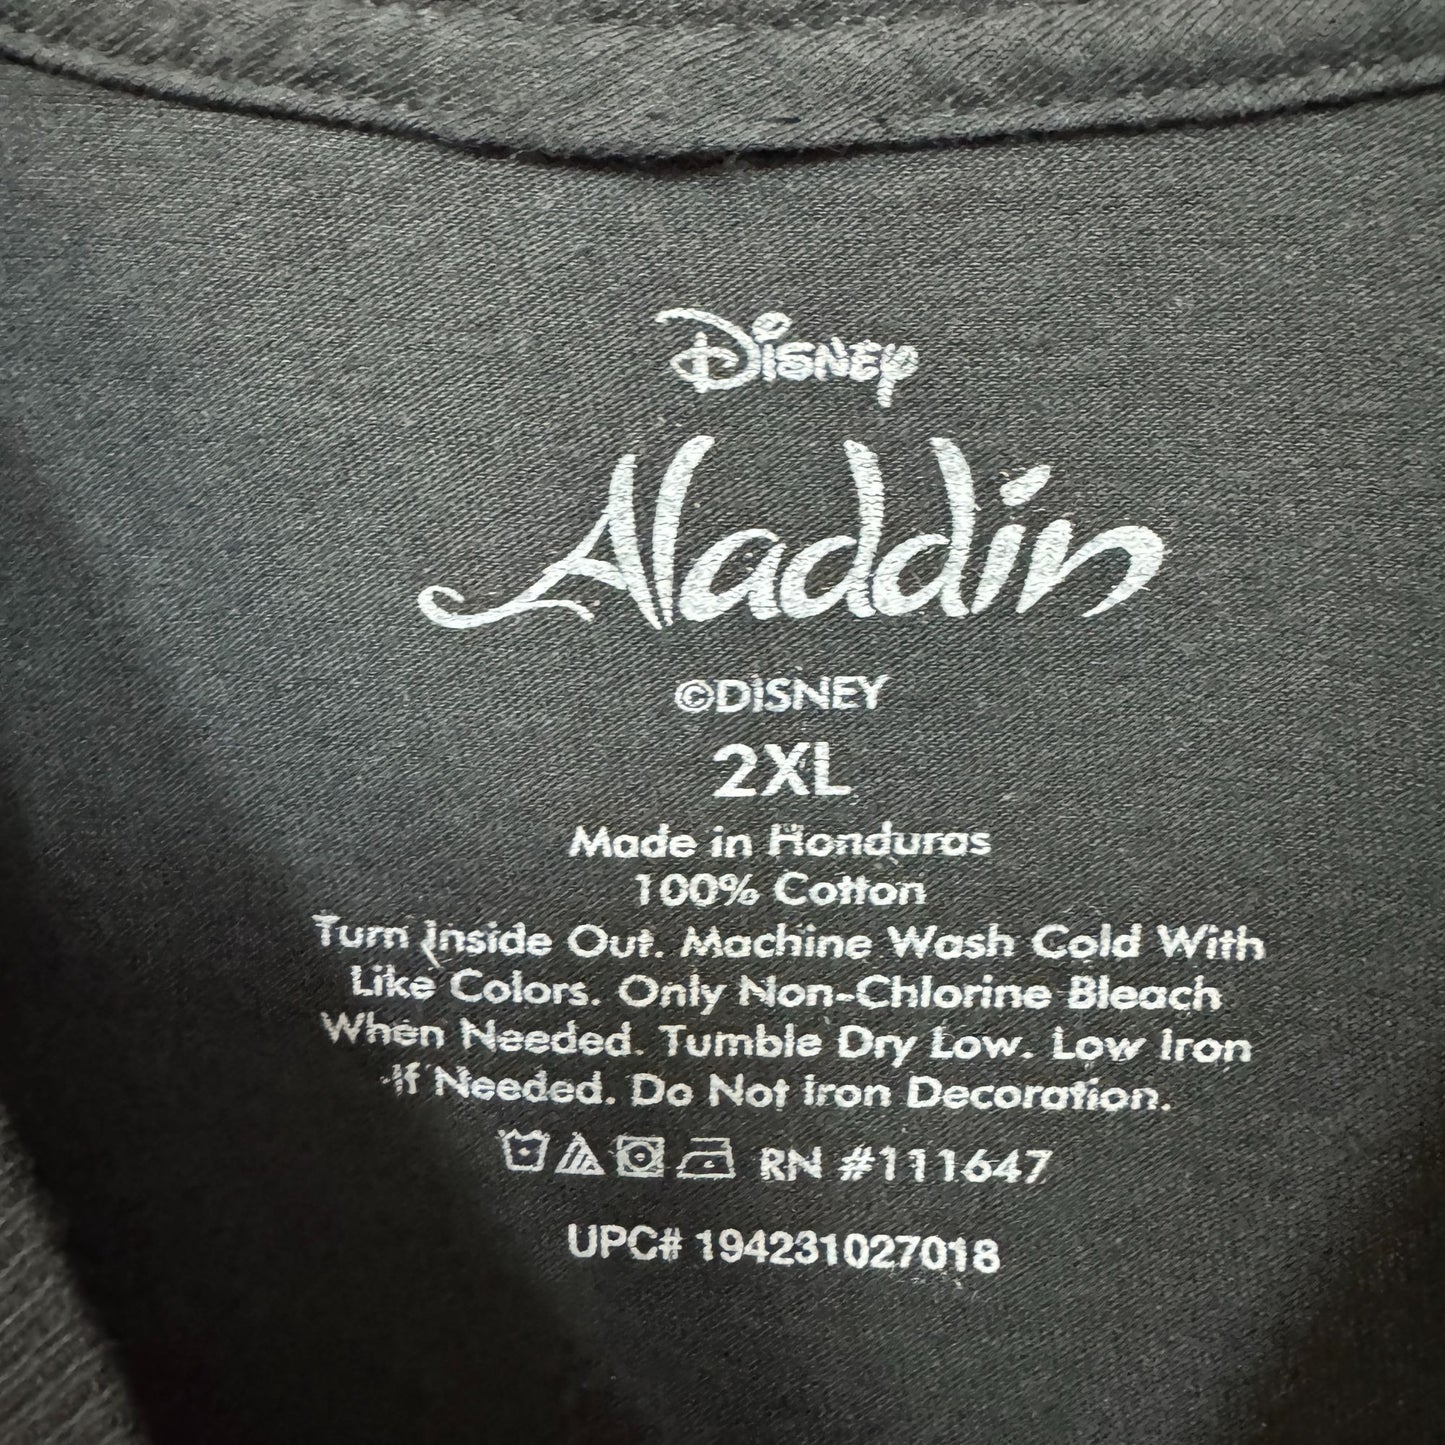 Disney
Aladdin
©DISNEY
2XL
Made in Honduras
100% Cotton
Turn Inside Out. Machine Wash Cold With
Like Colors. Only Non-Chlorine Bleach
When Needed. Tumble Dry Low. Low Iron
If Needed. Do Not Iron Decoration.
RN #111647
UPC# 194231027018